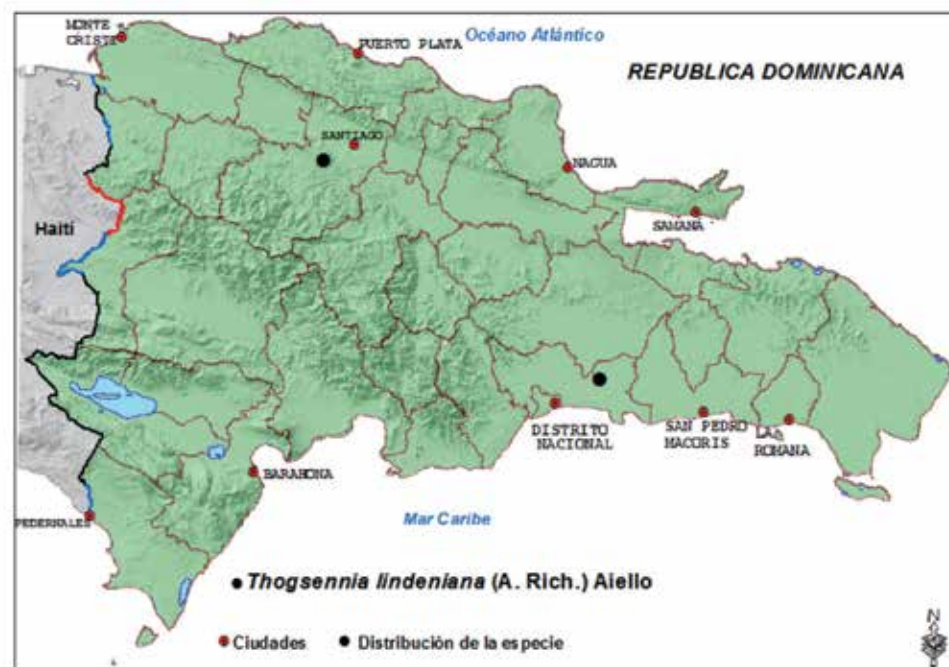 MONTE
CRISTI
PUERTO PLATA
Océano Atlántico
REPUBLICA DOMINICANA
SANTIAGO
NAGUA
SAMANA
Haití
DISTRITO
NACIONAL
SAN PEDRO
MACORIS
LA
ROMANA
BARAHONA
PEDERNALES
Mar Caribe
Thogsennia lindeniana (A. Rich.) Aiello
Ciudades
Distribución de la especie
N